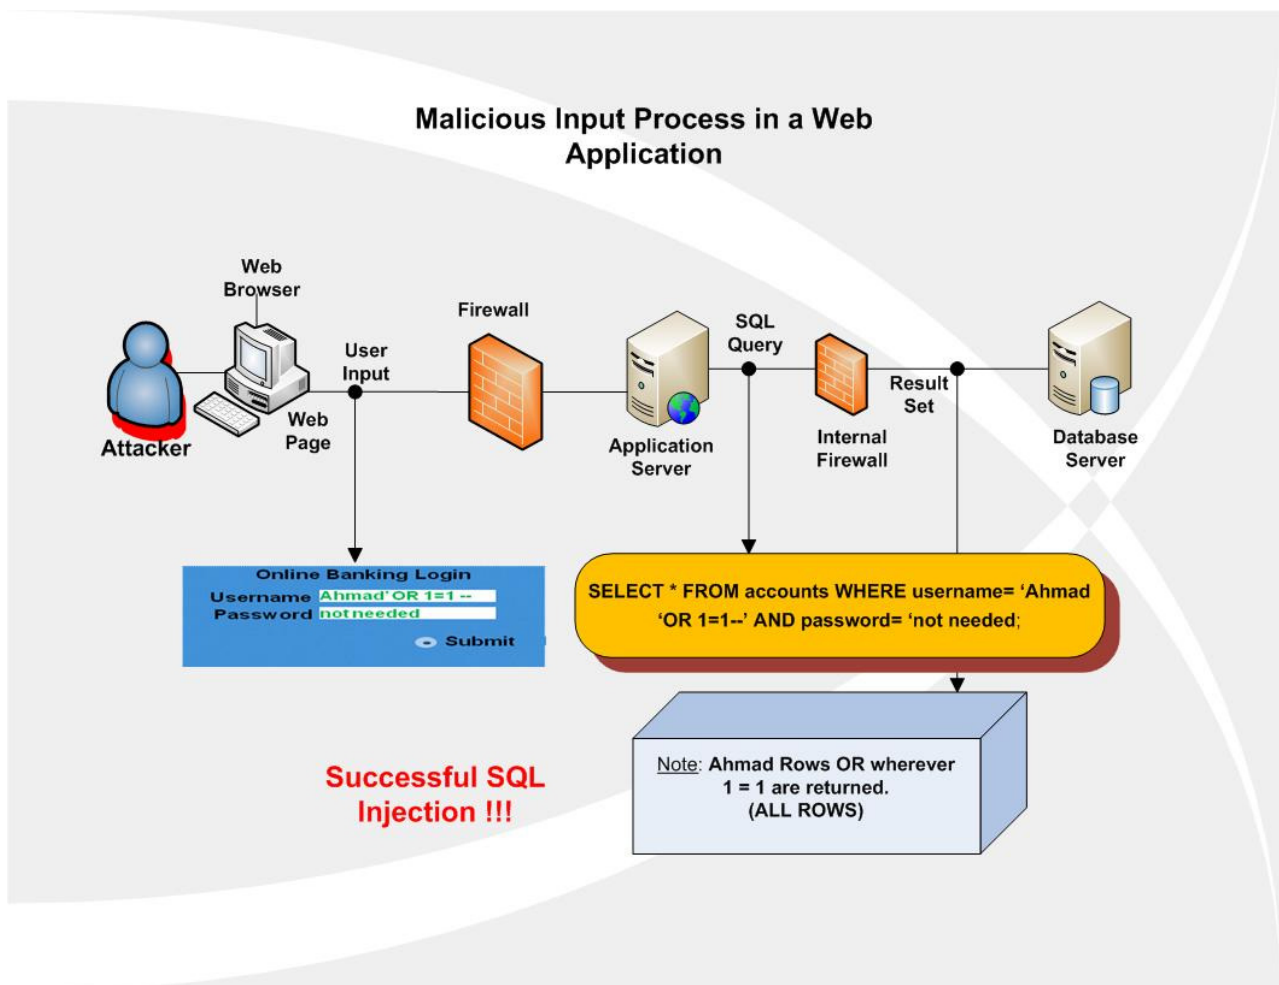 Malicious Input Process in a Web
Application
Web
Browser
Firewall
User
Input
SQL
Query
Result
Set
Web
Page
Attacker
Application
Server
Internal
Firewall
Database
Server
Online Banking Login
Username Ahmad' OR 1=1 --
Password not needed
Submit
SELECT * FROM accounts WHERE username= ‘Ahmad
‘OR 1=1--’ AND password= ‘not needed;
Note: Ahmad Rows OR wherever
1 = 1 are returned.
(ALL ROWS)
Successful SQL
Injection !!!